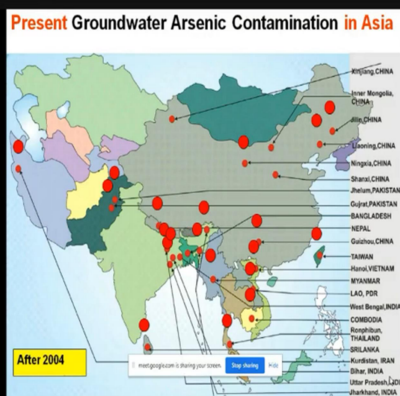 Present Groundwater Arsenic Contamination in Asia
Xinjiang,CHINA
Inner Mongolia,
CHINA
Jilin,CHINA
Liaoning,CHINA
Ningxia,CHINA
Shanxi,CHINA
Jhelum,PAKISTAN
Gujrat,PAKISTAN
BANGLADESH
NEPAL
Guizhou,CHINA
TAIWAN
Hanoi,VIETNAM
MYANMAR
LAO, PDR
West Bengal,INDIA
COMBODIA
Ronphibun,
THAILAND
SRILANKA
Kurdistan, IRAN
Bihar, INDIA
Uttar Pradesh,
Jharkhand, INDIA
After 2004
meet.google.com is sharing your screen. Stop sharing Hide